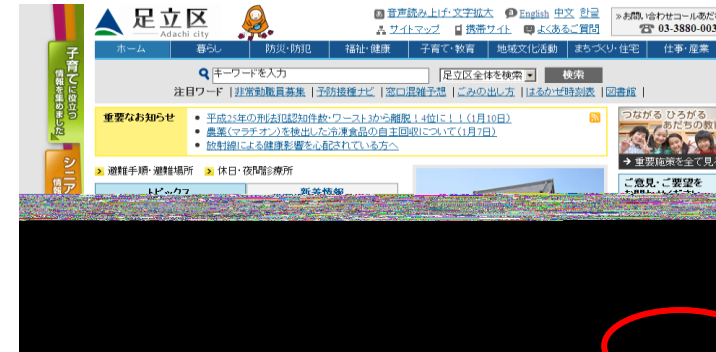 足立区
Adachi city
音声読み上げ・文字拡大 English 中文 한글
サイトマップ 携帯サイト よくあるご質問
»お問い合わせコールあだち
03-3880-003
ホーム 暮らし 防災・防犯 福祉・健康 子育て・教育 地域文化活動 まちづくり・住宅 仕事・産業
キーワードを入力 足立区全体を検索 検索
注目ワード |非常勤職員募集 |予防接種ナビ |窓口混雑予想 |ごみの出し方 |はるかぜ時刻表 |図書館 |
子育てに役立つ
情報を集めました
シニア
情報
重要なお知らせ
平成25年の刑法犯認知件数・ワースト3から離脱！4位に！！(1月10日)
農薬(マラチオン)を検出した冷凍食品の自主回収について(1月7日)
放射線による健康影響を心配されている方へ
つながる ひろがる
あだちの教
重要施策を全て見
避難手順・避難場所 休日・夜間診療所
トピックス 新着情報
ご意見・ご要望を